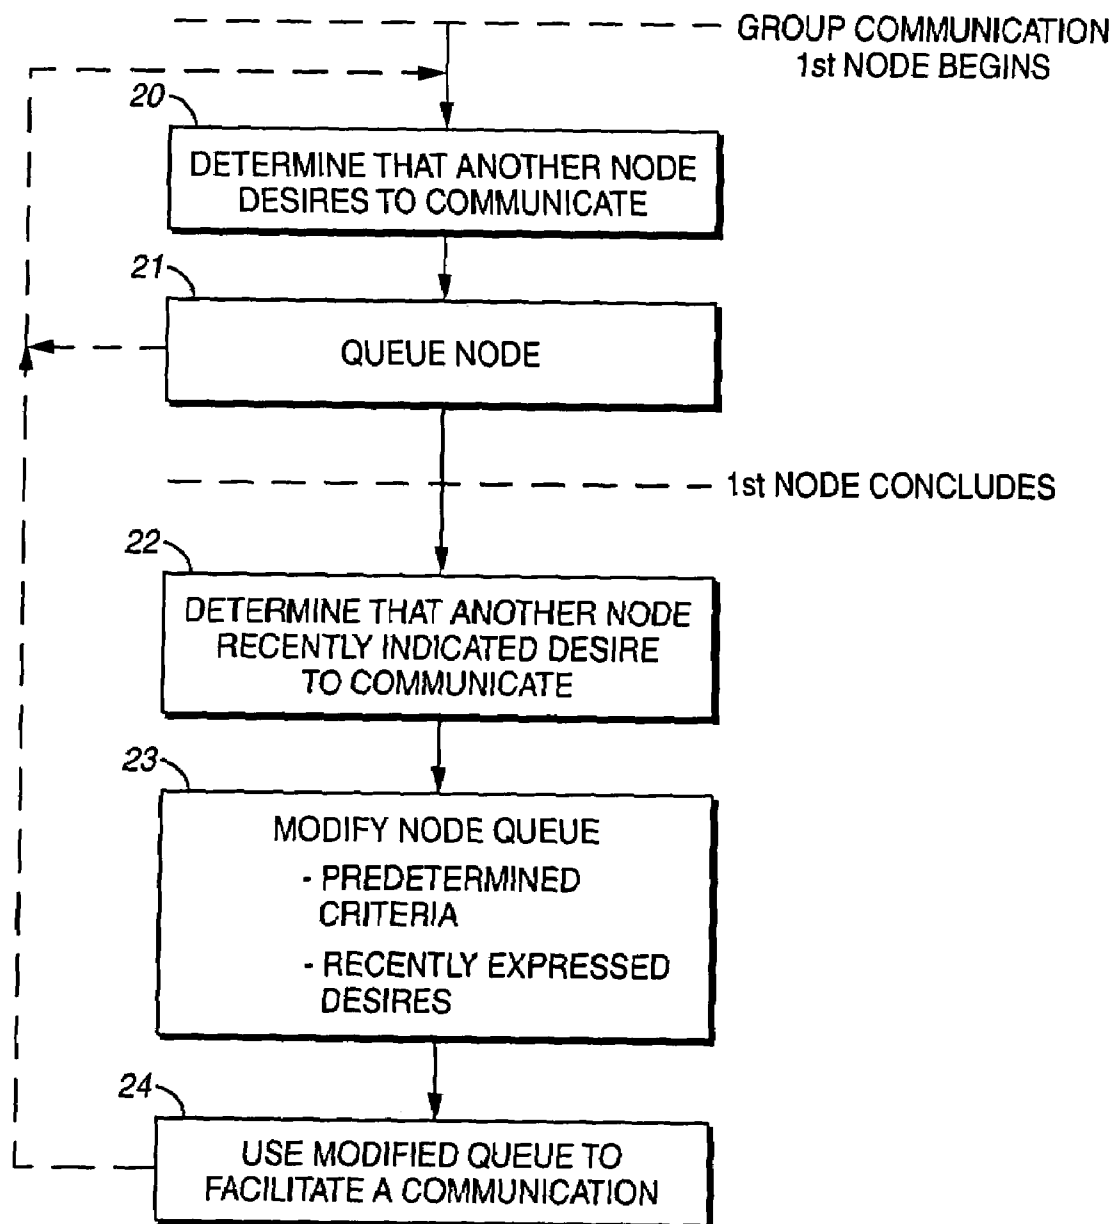 GROUP COMMUNICATION
1st NODE BEGINS
20
DETERMINE THAT ANOTHER NODE
DESIRES TO COMMUNICATE
21
QUEUE NODE
1st NODE CONCLUDES
22
DETERMINE THAT ANOTHER NODE
RECENTLY INDICATED DESIRE
TO COMMUNICATE
23
MODIFY NODE QUEUE
- PREDETERMINED
CRITERIA
- RECENTLY EXPRESSED
DESIRES
24
USE MODIFIED QUEUE TO
FACILITATE A COMMUNICATION